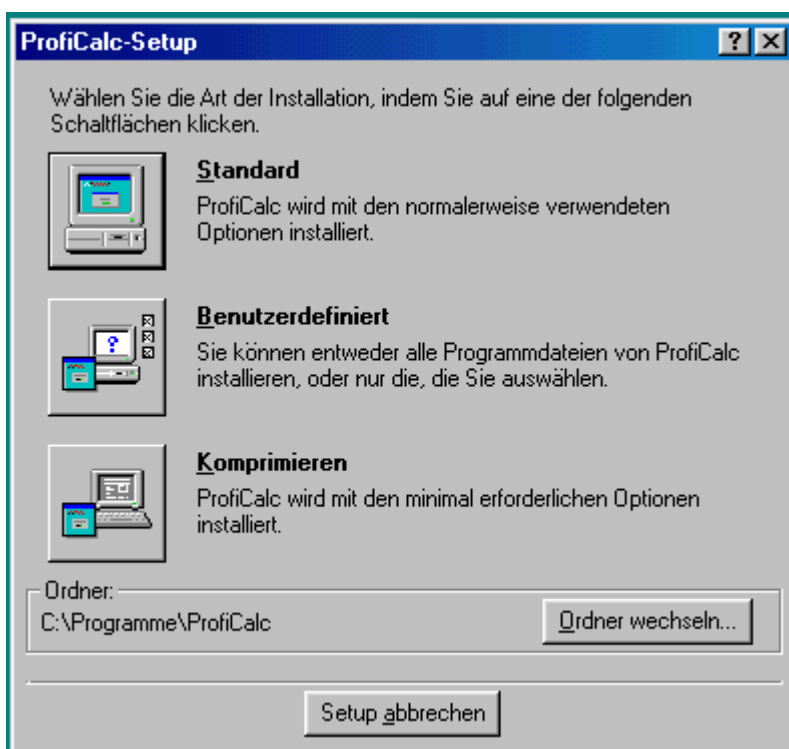 ProfiCalc-Setup
Wählen Sie die Art der Installation, indem Sie auf eine der folgenden
Schaltflächen klicken.
Standard
ProfiCalc wird mit den normalerweise verwendeten
Optionen installiert.
Benutzerdefiniert
Sie können entweder alle Programmdateien von ProfiCalc
installieren, oder nur die, die Sie auswählen.
Komprimieren
ProfiCalc wird mit den minimal erforderlichen Optionen
installiert.
Ordner:
C:\Programme\ProfiCalc
Ordner wechseln...
Setup abbrechen